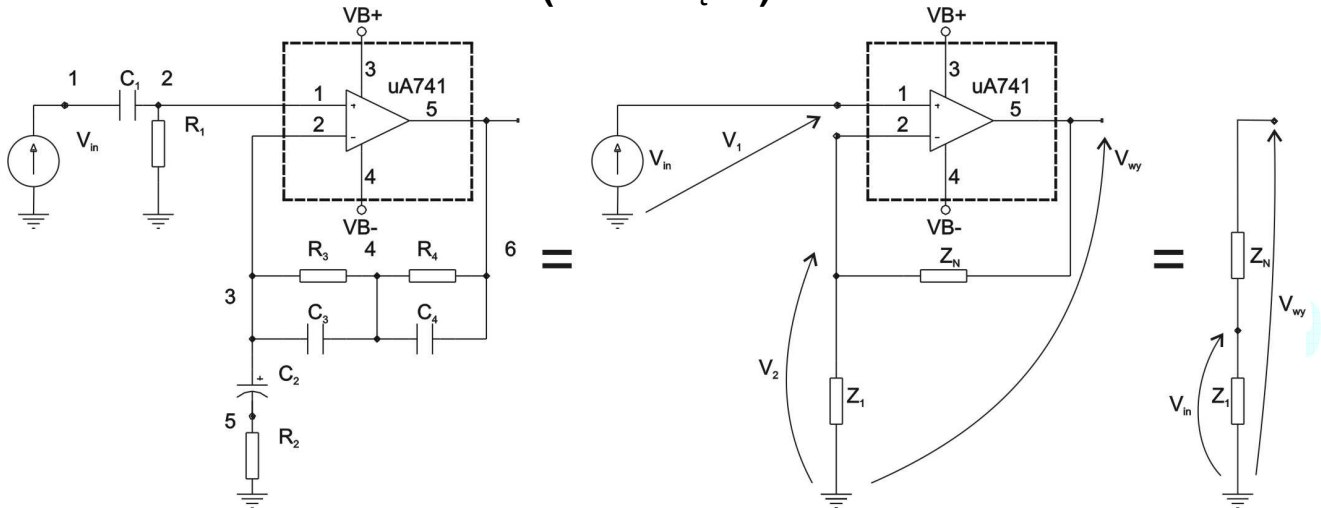 VB+
3
uA741
1
C₁
2
1
+
5
2
-
R₁
V_in
4
VB-
R₃
4
R₄
6
3
C₃
C₄
+
C₂
5
R₂
=
VB+
3
uA741
1
+
5
2
-
V₁
V_in
V_wy
4
VB-
Z_N
V₂
Z₁
=
Z_N
V_wy
V_in
Z₁